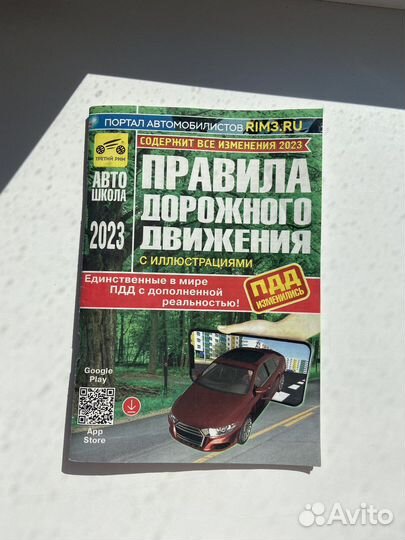 ПОРТАЛ АВТОМОБИЛИСТОВ RIM3.RU
СОДЕРЖИТ ВСЕ ИЗМЕНЕНИЯ 2023
ТРЕТИЙ РИМ
АВТО
ШКОЛА
2023
ПРАВИЛА
ДОРОЖНОГО
ДВИЖЕНИЯ
С ИЛЛЮСТРАЦИЯМИ
Единственные в мире
ПДД с дополненной
реальностью!
ПДД
ИЗМЕНИЛИСЬ
Google
Play
App
Store
Avito